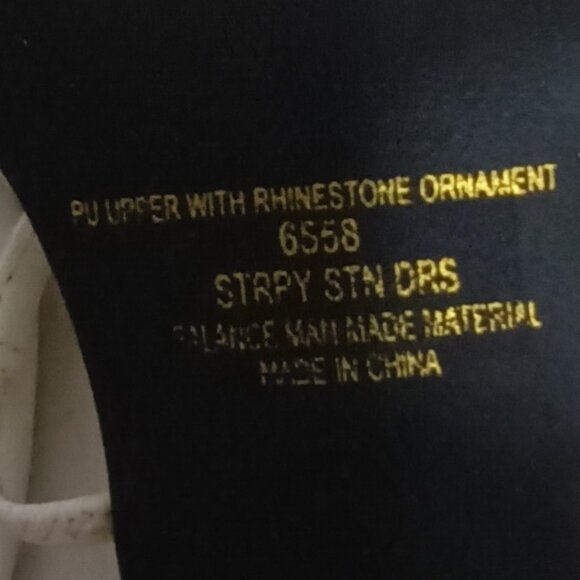 PU UPPER WITH RHINESTONE ORNAMENT
6558
STRPY STN DRS
BALANCE MAN MADE MATERIAL
MADE IN CHINA